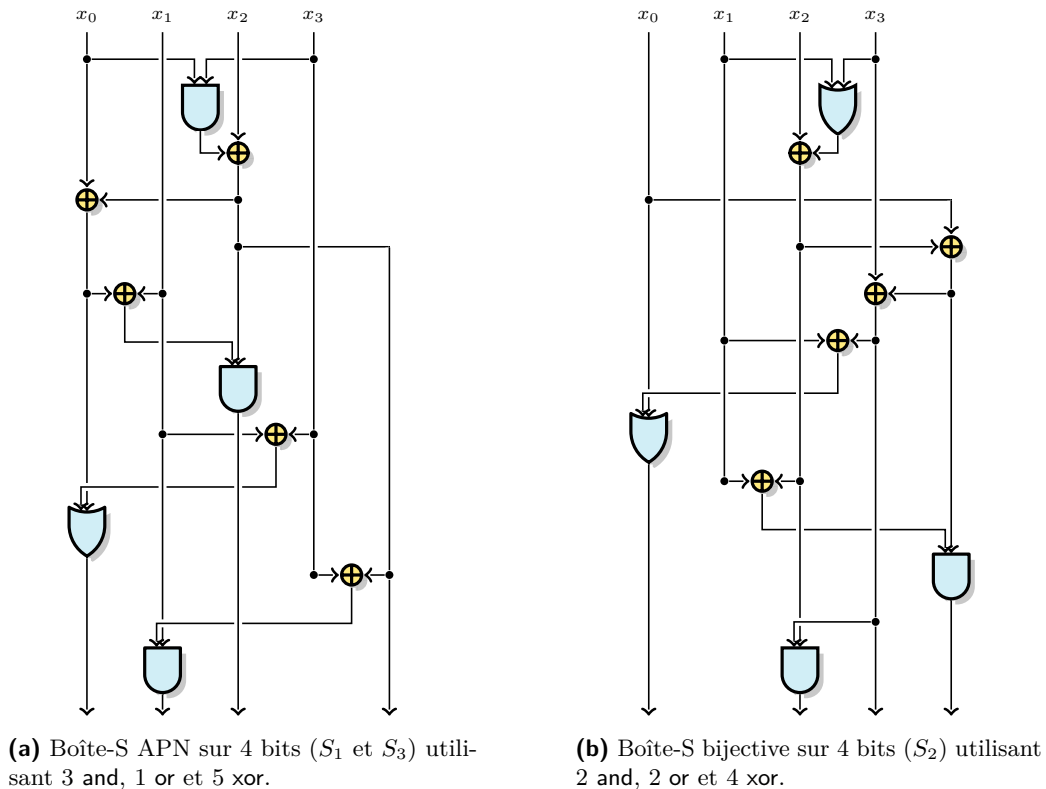 x0 x1 x2 x3
x0 x1 x2 x3
(a) Boîte-S APN sur 4 bits (S1 et S3) utili-
sant 3 and, 1 or et 5 xor.
(b) Boîte-S bijective sur 4 bits (S2) utilisant
2 and, 2 or et 4 xor.